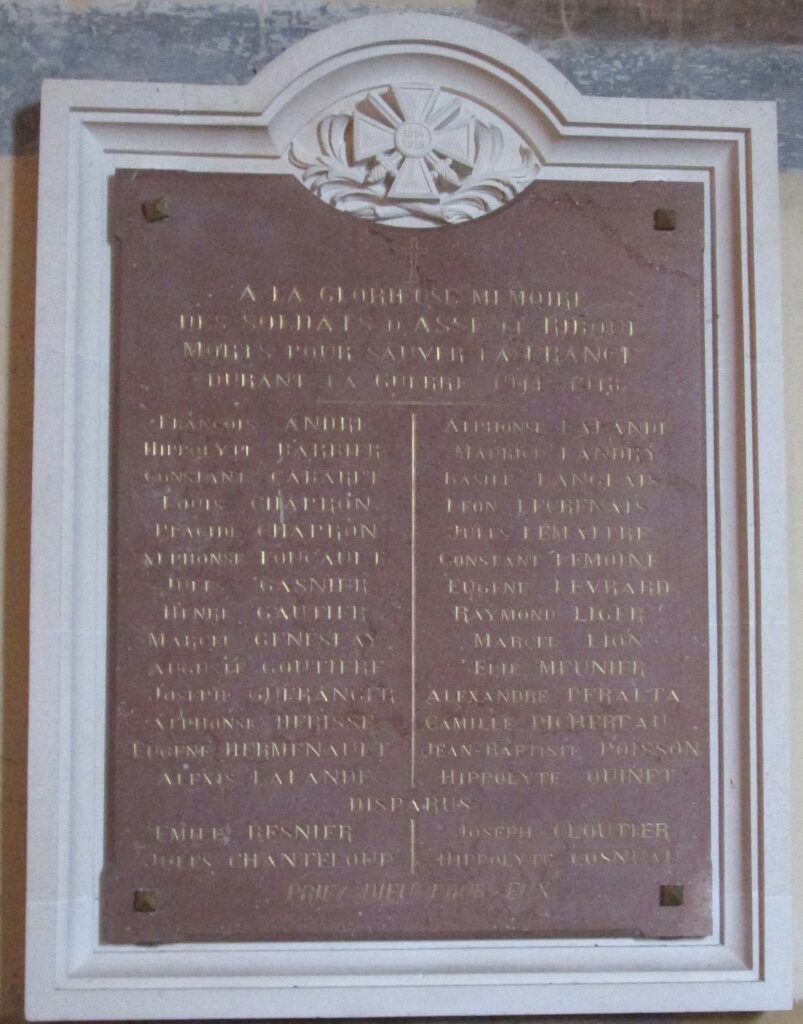 1914
1918
A LA GLORIEUSE MEMOIRE
DES SOLDATS D'ASSE LE RIBOUL
MORTS POUR SAUVER LA FRANCE
DURANT LA GUERRE 1914-1918
FRANÇOIS ANDRE
HIPPOLYTE BARBIER
CONSTANT CABARET
LOUIS CHAPRON
PLACIDE CHAPRON
ALPHONSE FOUCAULT
JULES GASNIER
HENRI GAUTIER
MARCEL GENESLAY
AUGUSTE GOUTIERE
JOSEPH GUERANGER
ALPHONSE HERISSE
EUGENE HERMENAULT
ALEXIS LALANDE
ALPHONSE LALANDE
MAURICE LANDRY
BASILE LANGLAIS
LEON LECRENAIS
JULES LEMAITRE
CONSTANT LEMOINE
EUGENE LEVRARD
RAYMOND LIGER
MARCEL LION
ELIE MEUNIER
ALEXANDRE PERALTA
CAMILLE PICHEREAU
JEAN-BAPTISTE POISSON
HIPPOLYTE QUINET
DISPARUS
EMILE BESNIER
JULES CHANTELOUP
JOSEPH CLOUTIER
HIPPOLYTE COSNUAU
PRIEZ DIEU POUR EUX